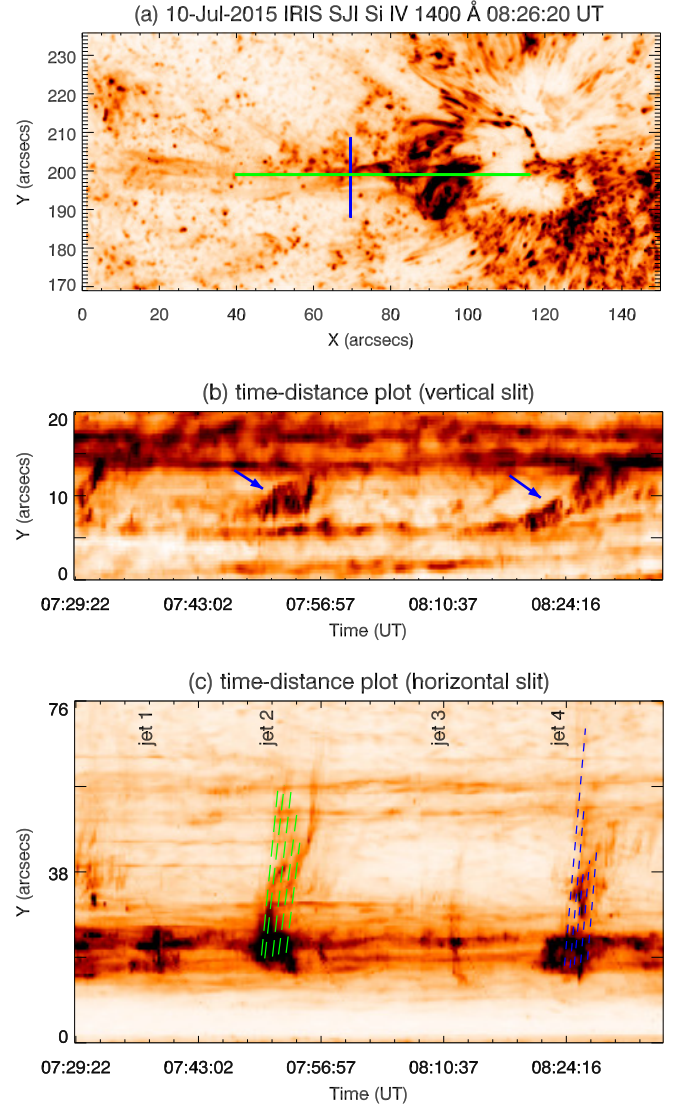 (a) 10-Jul-2015 IRIS SJI Si IV 1400 Å 08:26:20 UT
230
220
210
200
190
180
170
Y (arcsecs)
0 20 40 60 80 100 120 140
X (arcsecs)
(b) time-distance plot (vertical slit)
20
10
0
Y (arcsecs)
07:29:22 07:43:02 07:56:57 08:10:37 08:24:16
Time (UT)
(c) time-distance plot (horizontal slit)
jet 1 jet 2 jet 3 jet 4
76
38
0
Y (arcsecs)
07:29:22 07:43:02 07:56:57 08:10:37 08:24:16
Time (UT)